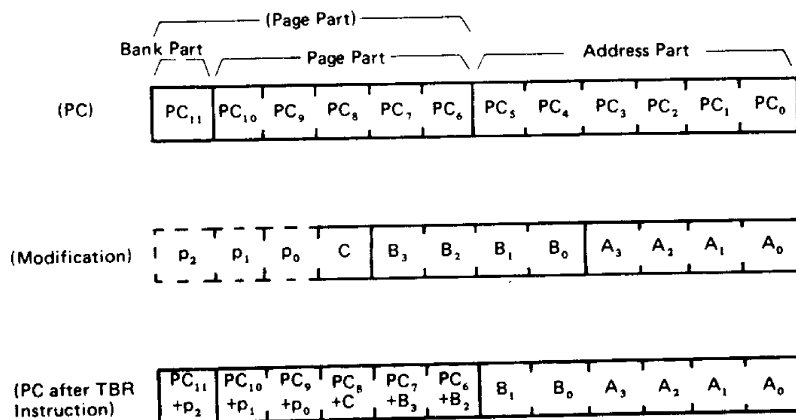 (Page Part)
Bank Part Page Part Address Part
(PC) PC₁₁ PC₁₀ PC₉ PC₈ PC₇ PC₆ PC₅ PC₄ PC₃ PC₂ PC₁ PC₀
(Modification) p₂ p₁ p₀ C B₃ B₂ B₁ B₀ A₃ A₂ A₁ A₀
(PC after TBR
Instruction)
PC₁₁ +p₂ PC₁₀ +p₁ PC₉ +p₀ PC₈ +C PC₇ +B₃ PC₆ +B₂ B₁ B₀ A₃ A₂ A₁ A₀